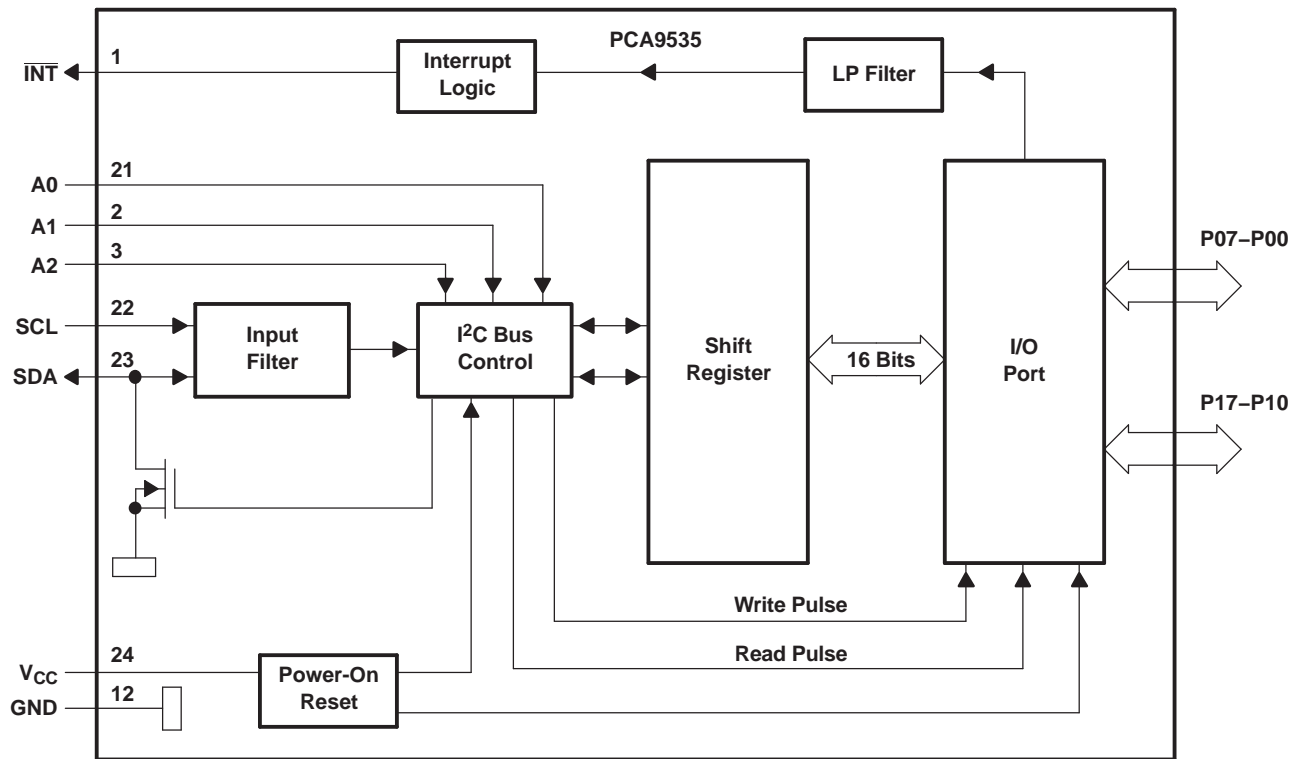 PCA9535
1
INT
Interrupt
Logic
LP Filter
21
A0
2
A1
3
A2
22
SCL
23
SDA
Input
Filter
I2C Bus
Control
Shift
Register
16 Bits
I/O
Port
P07–P00
P17–P10
Write Pulse
Read Pulse
24
VCC
12
GND
Power-On
Reset